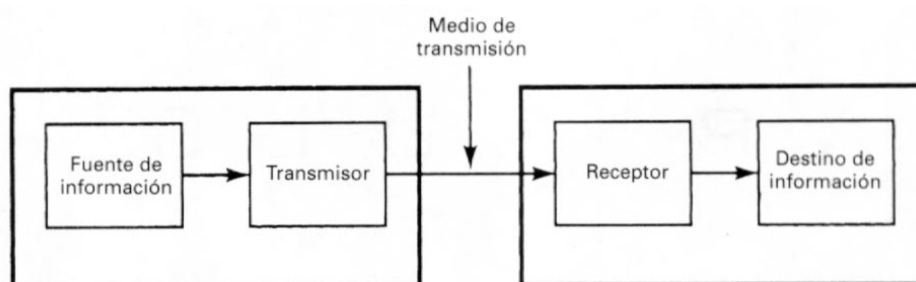 Medio de
transmisión
Fuente de
información
Transmisor
Receptor
Destino de
información